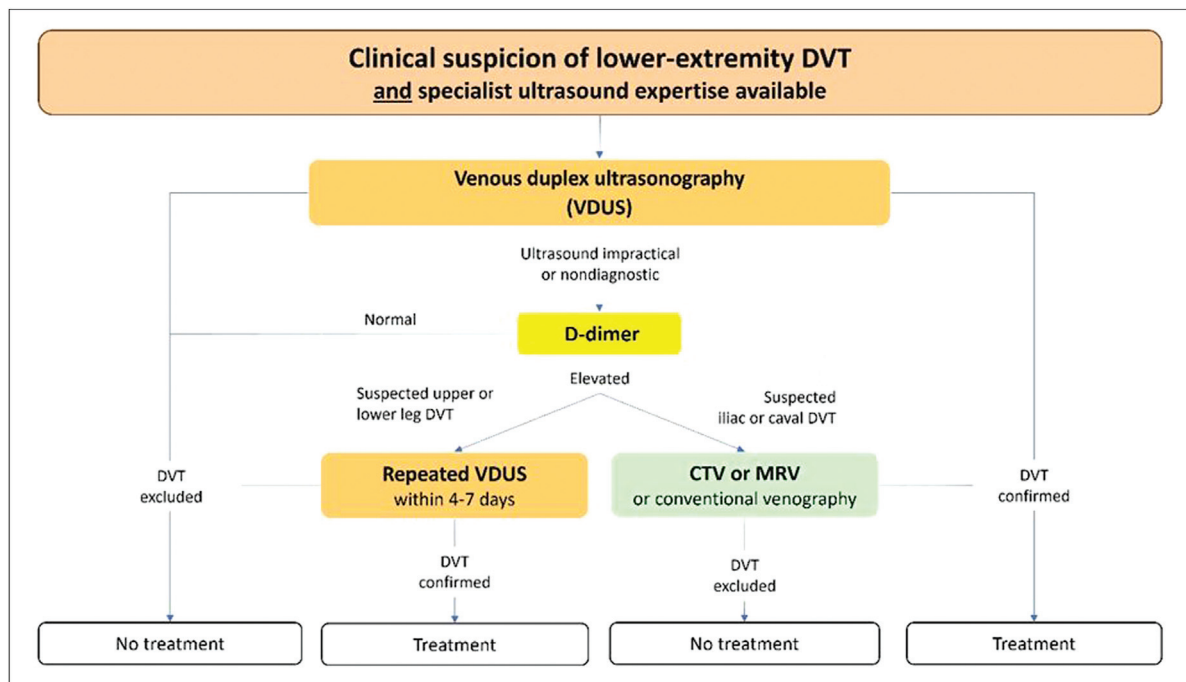 Clinical suspicion of lower-extremity DVT
and specialist ultrasound expertise available
Venous duplex ultrasonography
(VDUS)
Ultrasound impractical
or nondiagnostic
Normal
D-dimer
Elevated
Suspected upper or
lower leg DVT
Suspected
iliac or caval DVT
DVT
excluded
Repeated VDUS
within 4-7 days
CTV or MRV
or conventional venography
DVT
confirmed
DVT
confirmed
DVT
excluded
No treatment
Treatment
No treatment
Treatment